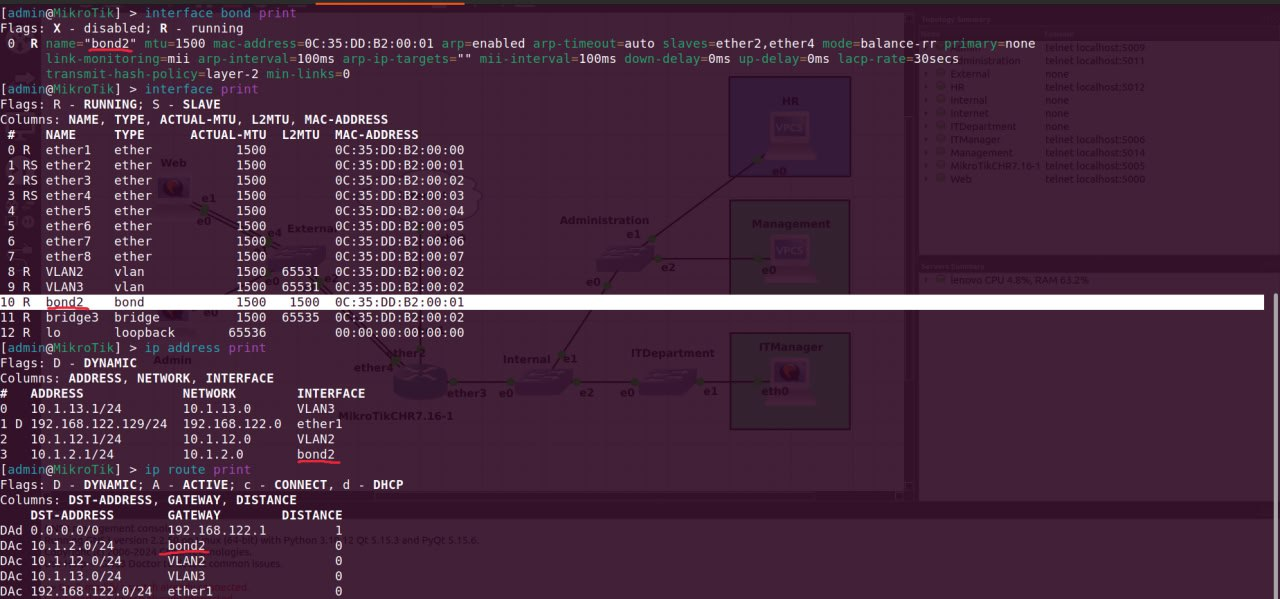 [admin@MikroTik] > interface bond print
Flags: X - disabled; R - running
0 R name="bond2" mtu=1500 mac-address=0C:35:DD:B2:00:01 arp=enabled arp-timeout=auto slaves=ether2,ether4 mode=balance-rr primary=none
link-monitoring=mii arp-interval=100ms arp-ip-targets="" mii-interval=100ms down-delay=0ms up-delay=0ms lacp-rate=30secs
transmit-hash-policy=layer-2 min-links=0
[admin@MikroTik] > interface print
Flags: R - RUNNING; S - SLAVE
Columns: NAME, TYPE, ACTUAL-MTU, L2MTU, MAC-ADDRESS
# NAME TYPE ACTUAL-MTU L2MTU MAC-ADDRESS
0 R ether1 ether 1500 0C:35:DD:B2:00:00
1 RS ether2 ether 1500 0C:35:DD:B2:00:01
2 RS ether3 ether 1500 0C:35:DD:B2:00:02
3 RS ether4 ether 1500 0C:35:DD:B2:00:03
4 ether5 ether 1500 0C:35:DD:B2:00:04
5 ether6 ether 1500 0C:35:DD:B2:00:05
6 ether7 ether 1500 0C:35:DD:B2:00:06
7 ether8 ether 1500 0C:35:DD:B2:00:07
8 R VLAN2 vlan 1500 65531 0C:35:DD:B2:00:02
9 R VLAN3 vlan 1500 65531 0C:35:DD:B2:00:02
10 R bond2 bond 1500 1500 0C:35:DD:B2:00:01
11 R bridge3 bridge 1500 65535 0C:35:DD:B2:00:02
12 R lo loopback 65536 00:00:00:00:00:00
[admin@MikroTik] > ip address print
Flags: D - DYNAMIC
Columns: ADDRESS, NETWORK, INTERFACE
# ADDRESS NETWORK INTERFACE
0 10.1.13.1/24 10.1.13.0 VLAN3
1 D 192.168.122.129/24 192.168.122.0 ether1
2 10.1.12.1/24 10.1.12.0 VLAN2
3 10.1.2.1/24 10.1.2.0 bond2
[admin@MikroTik] > ip route print
Flags: D - DYNAMIC; A - ACTIVE; c - CONNECT, d - DHCP
Columns: DST-ADDRESS, GATEWAY, DISTANCE
DST-ADDRESS GATEWAY DISTANCE
DAd 0.0.0.0/0 192.168.122.1 1
DAc 10.1.2.0/24 bond2 0
DAc 10.1.12.0/24 VLAN2 0
DAc 10.1.13.0/24 VLAN3 0
DAc 192.168.122.0/24 ether1 0
Web
e1
e0
e4
Admin
ether2
ether4
ether3
MikroTikCHR7.16-1
Internal
e0
e1
e2
Administration
e1
e2
e0
ITDepartment
e0
e1
HR
VPCS
e0
Management
VPCS
e0
ITManager
eth0
Topology Summary
telnet localhost:5009
Administration telnet localhost:5011
External none
HR telnet localhost:5012
Internal none
Internet none
ITDepartment none
ITManager telnet localhost:5006
Management telnet localhost:5014
MikroTikCHR7.16-1 telnet localhost:5005
Web telnet localhost:5000
Servers Summary
lenovo CPU 4.8%, RAM 63.2%